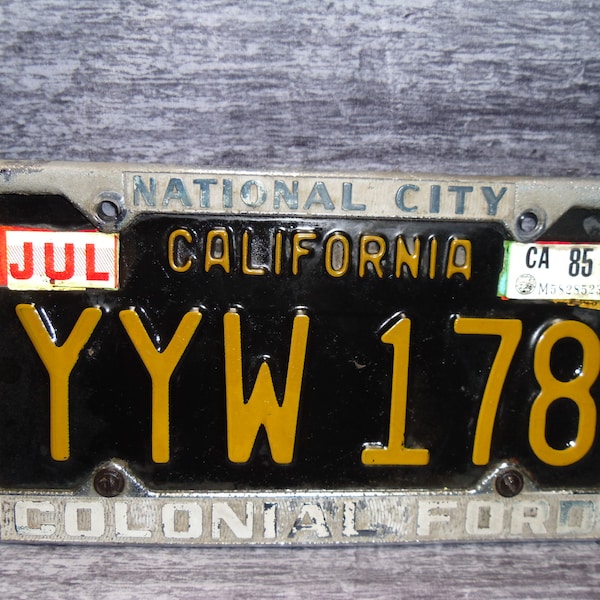 NATIONAL CITY
JUL
CALIFORNIA
CA 85
YYW 178
COLONIAL FORD